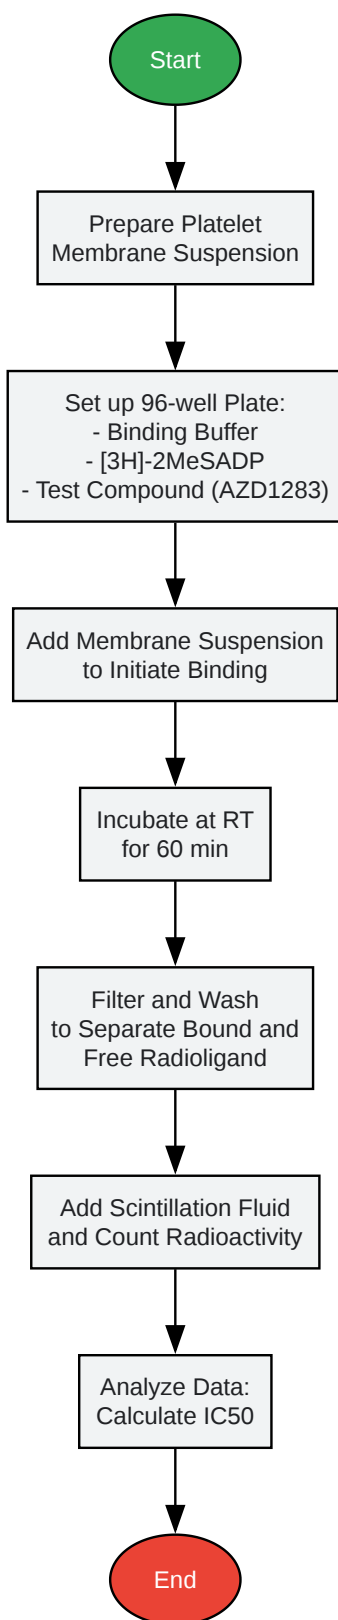 Start
Prepare Platelet
Membrane Suspension
Set up 96-well Plate:
- Binding Buffer
- [3H]-2MeSADP
- Test Compound (AZD1283)
Add Membrane Suspension
to Initiate Binding
Incubate at RT
for 60 min
Filter and Wash
to Separate Bound and
Free Radioligand
Add Scintillation Fluid
and Count Radioactivity
Analyze Data:
Calculate IC50
End